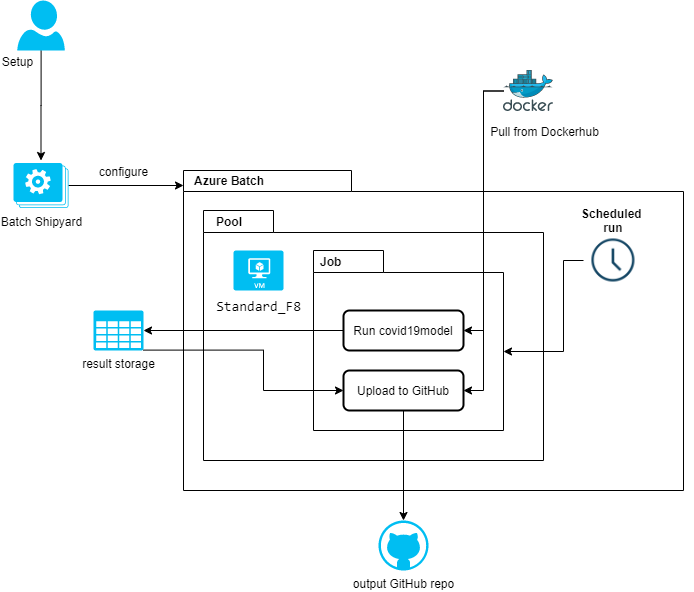 Setup
docker
Pull from Dockerhub
configure
Batch Shipyard
Azure Batch
Scheduled
run
Pool
Job
VM
Standard_F8
Run covid19model
result storage
Upload to GitHub
output GitHub repo